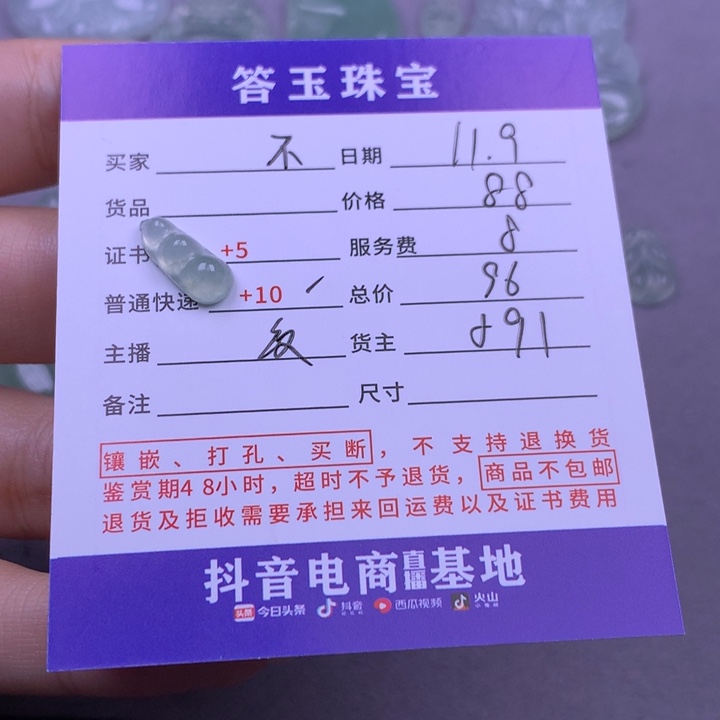 答玉珠宝
买家 不 日期 11.9
货品 价格 88
证书 +5 服务费 8
普通快递 +10 总价 96
主播 货主 891
备注 尺寸
镶嵌、打孔、买断，不支持退换货
鉴赏期48小时，超时不予退货，商品不包邮
退货及拒收需要承担来回运费以及证书费用
抖音电商直播基地
头条 今日头条 抖音 西瓜视频 火山